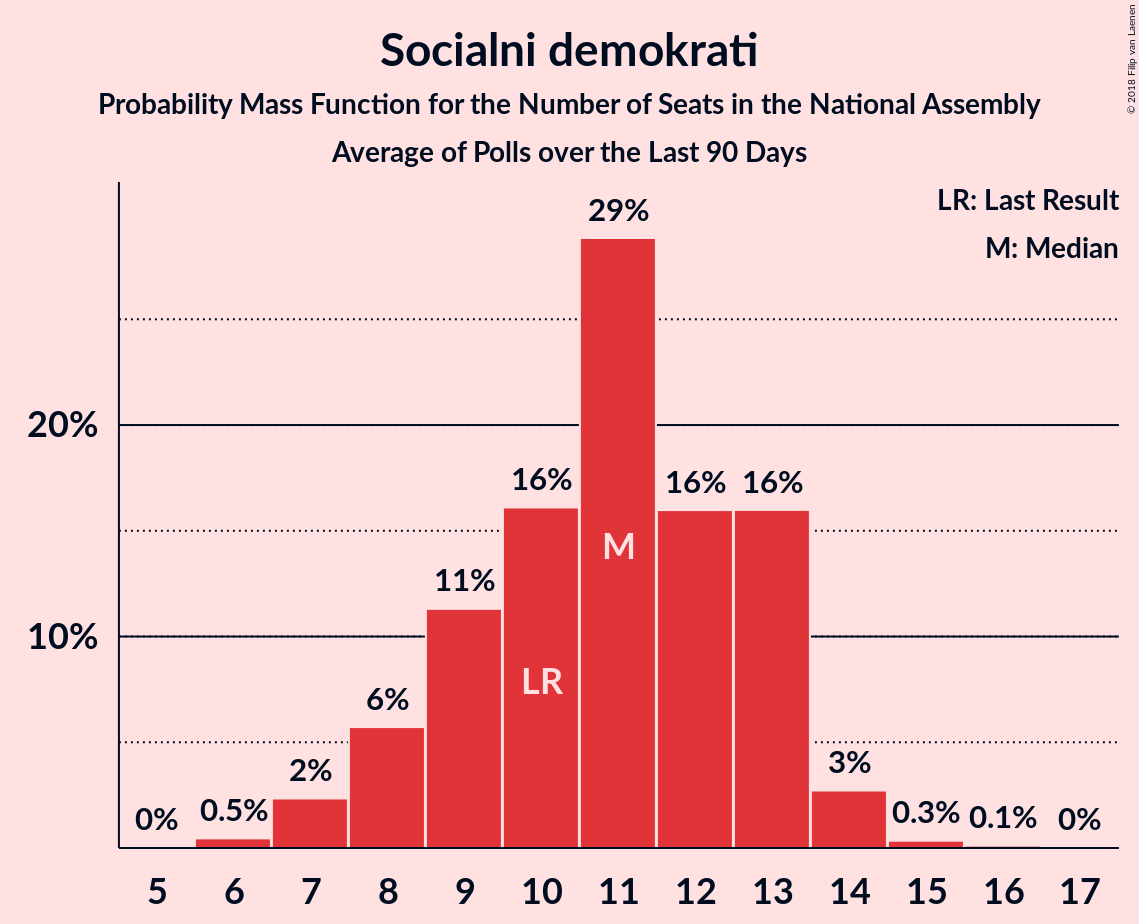 Socialni demokrati
Probability Mass Function for the Number of Seats in the National Assembly
Average of Polls over the Last 90 Days
© 2018 Filip van Laenen
LR: Last Result
M: Median
20%
10%
0%
0.5%
2%
6%
11%
16%
29%
16%
16%
3%
0.3%
0.1%
0%
LR
M
5 6 7 8 9 10 11 12 13 14 15 16 17